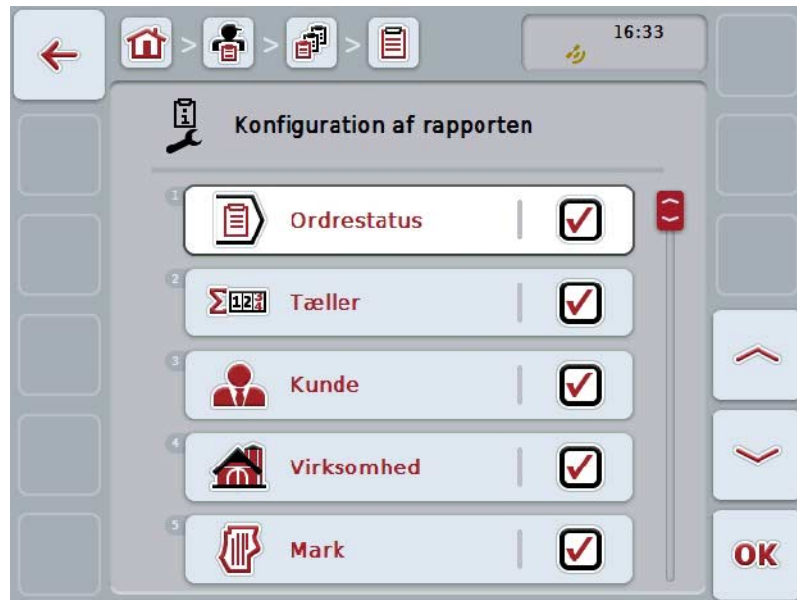 16:33
Konfiguration af rapporten
1
Ordrestatus
2
Tæller
3
Kunde
4
Virksomhed
5
Mark
OK